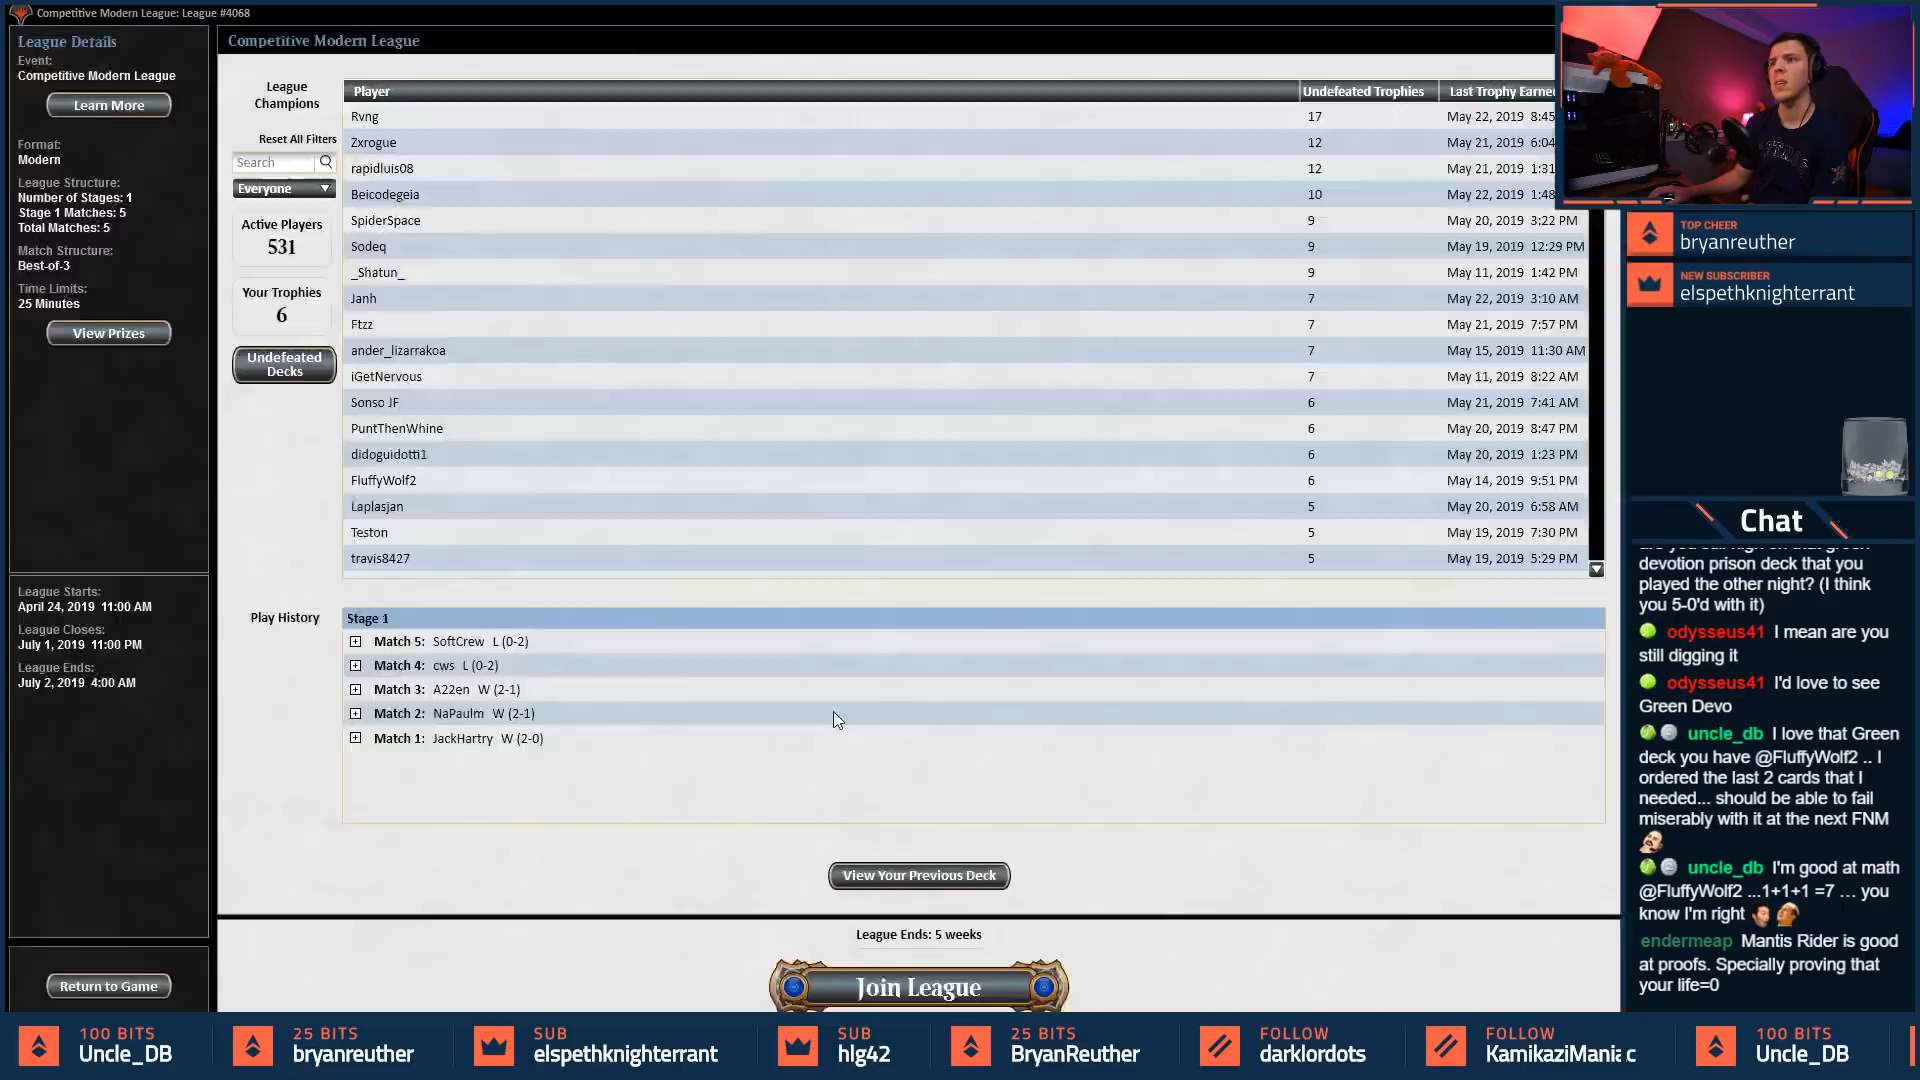 Competitive Modern League: League #4068
League Details
Event:
Competitive Modern League
Learn More
Format:
Modern
League Structure:
Number of Stages: 1
Stage 1 Matches: 5
Total Matches: 5
Match Structure:
Best-of-3
Time Limits:
25 Minutes
View Prizes
League Starts:
April 24, 2019 11:00 AM
League Closes:
July 1, 2019 11:00 PM
League Ends:
July 2, 2019 4:00 AM
Return to Game
Competitive Modern League
League Champions
Reset All Filters
Search
Everyone
Active Players
531
Your Trophies
6
Undefeated Decks
Player Undefeated Trophies Last Trophy Earne
Rvng 17 May 22, 2019 8:45
Zxrogue 12 May 21, 2019 6:04
rapidluis08 12 May 21, 2019 1:31
Beicodegeia 10 May 22, 2019 1:48
SpiderSpace 9 May 20, 2019 3:22 PM
Sodeq 9 May 19, 2019 12:29 PM
_Shatun_ 9 May 11, 2019 1:42 PM
Janh 7 May 22, 2019 3:10 AM
Ftzz 7 May 21, 2019 7:57 PM
ander_lizarrakoa 7 May 15, 2019 11:30 AM
iGetNervous 7 May 11, 2019 8:22 AM
Sonso JF 6 May 21, 2019 7:41 AM
PuntThenWhine 6 May 20, 2019 8:47 PM
didoguidotti1 6 May 20, 2019 1:23 PM
FluffyWolf2 6 May 14, 2019 9:51 PM
Laplasjan 5 May 20, 2019 6:58 AM
Teston 5 May 19, 2019 7:30 PM
travis8427 5 May 19, 2019 5:29 PM
Play History
Stage 1
Match 5: SoftCrew L (0-2)
Match 4: cws L (0-2)
Match 3: A22en W (2-1)
Match 2: NaPaulm W (2-1)
Match 1: JackHartry W (2-0)
View Your Previous Deck
League Ends: 5 weeks
Join League
TOP CHEER
bryanreuther
NEW SUBSCRIBER
elspethknighterrant
Chat
devotion prison deck that you
played the other night? (I think
you 5-0'd with it)
odysseus41 I mean are you
still digging it
odysseus41 I'd love to see
Green Devo
uncle_db I love that Green
deck you have @FluffyWolf2 .. I
ordered the last 2 cards that I
needed... should be able to fail
miserably with it at the next FNM
uncle_db I'm good at math
@FluffyWolf2 ...1+1+1 =7 ... you
know I'm right
endermeap Mantis Rider is good
at proofs. Specially proving that
your life=0
100 BITS
Uncle_DB
25 BITS
bryanreuther
SUB
elspethknighterrant
SUB
hlg42
25 BITS
BryanReuther
FOLLOW
darklordots
FOLLOW
KamikaziManiac
100 BITS
Uncle_DB